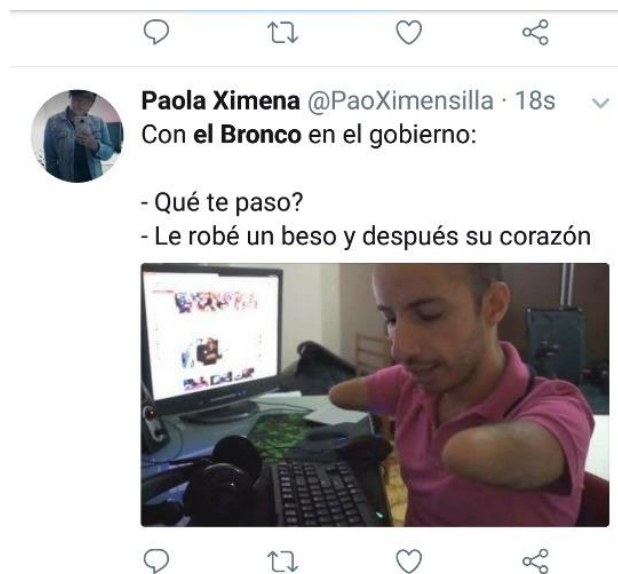 Paola Ximena @PaoXimensilla · 18s
Con el Bronco en el gobierno:
- Qué te paso?
- Le robé un beso y después su corazón